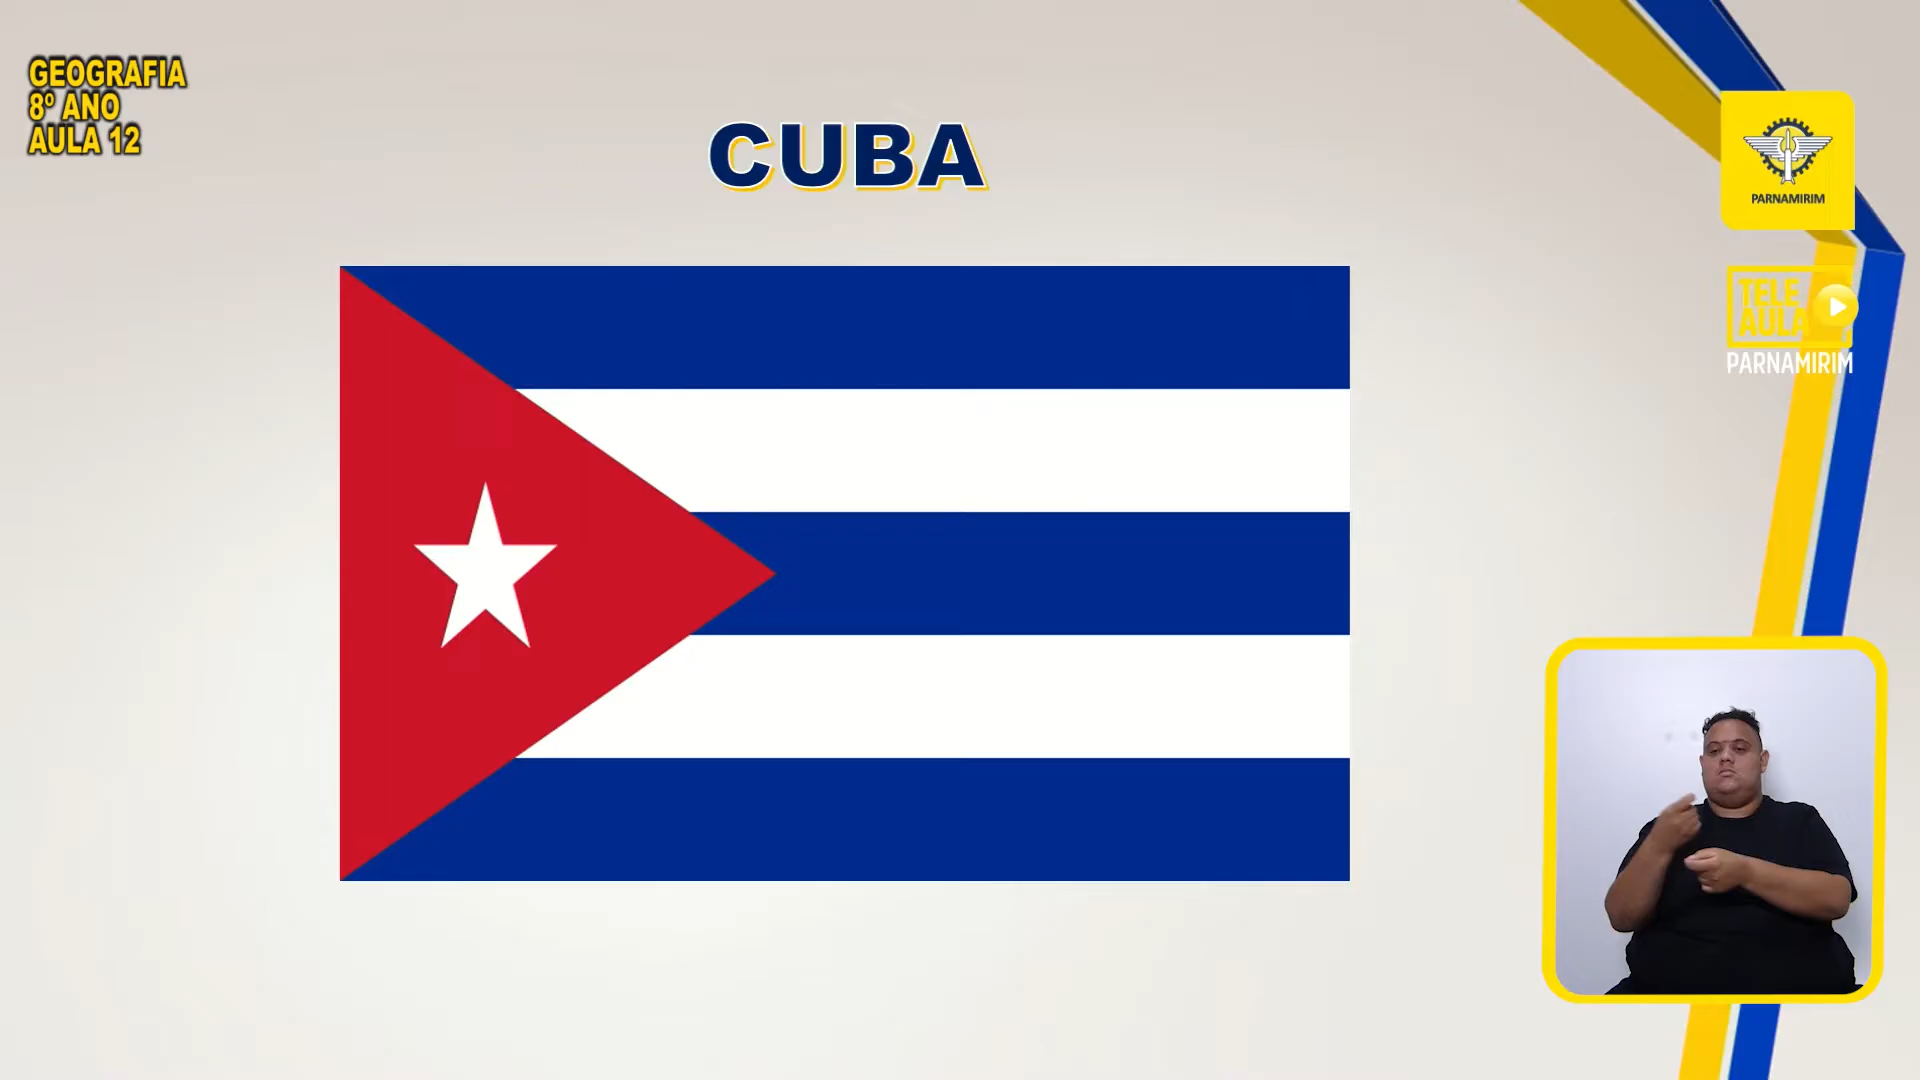 GEOGRAFIA
8º ANO
AULA 12
CUBA
PARNAMIRIM
TELE
AULA
PARNAMIRIM